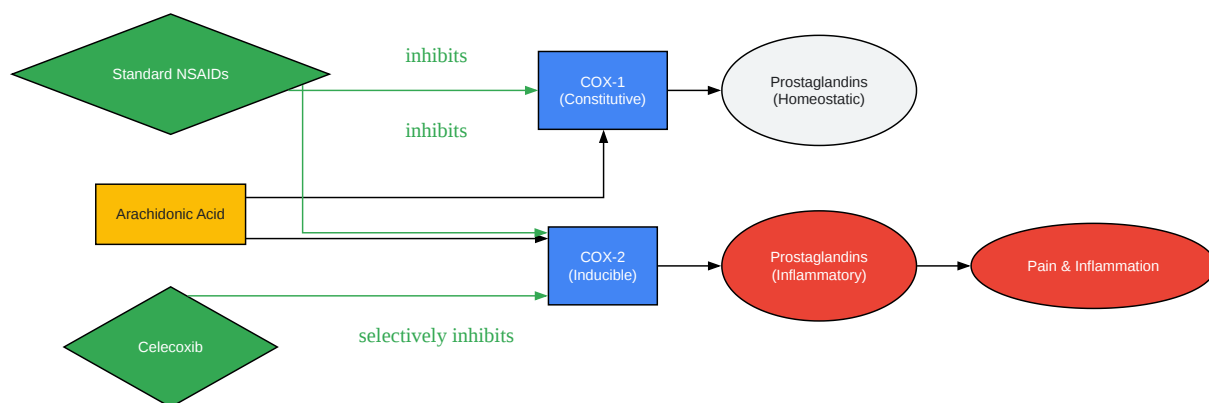 Standard NSAIDs
inhibits
inhibits
COX-1
(Constitutive)
Prostaglandins
(Homeostatic)
Arachidonic Acid
COX-2
(Inducible)
Prostaglandins
(Inflammatory)
Pain & Inflammation
Celecoxib
selectively inhibits